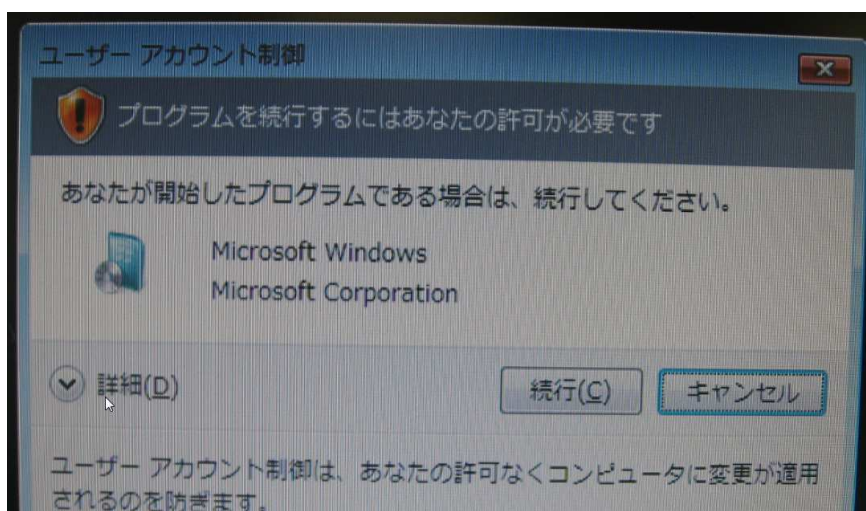 ユーザー アカウント制御
プログラムを続行するにはあなたの許可が必要です
あなたが開始したプログラムである場合は、続行してください。
Microsoft Windows
Microsoft Corporation
詳細(D)
続行(C)
キャンセル
ユーザー アカウント制御は、あなたの許可なくコンピュータに変更が適用
されるのを防ぎます。